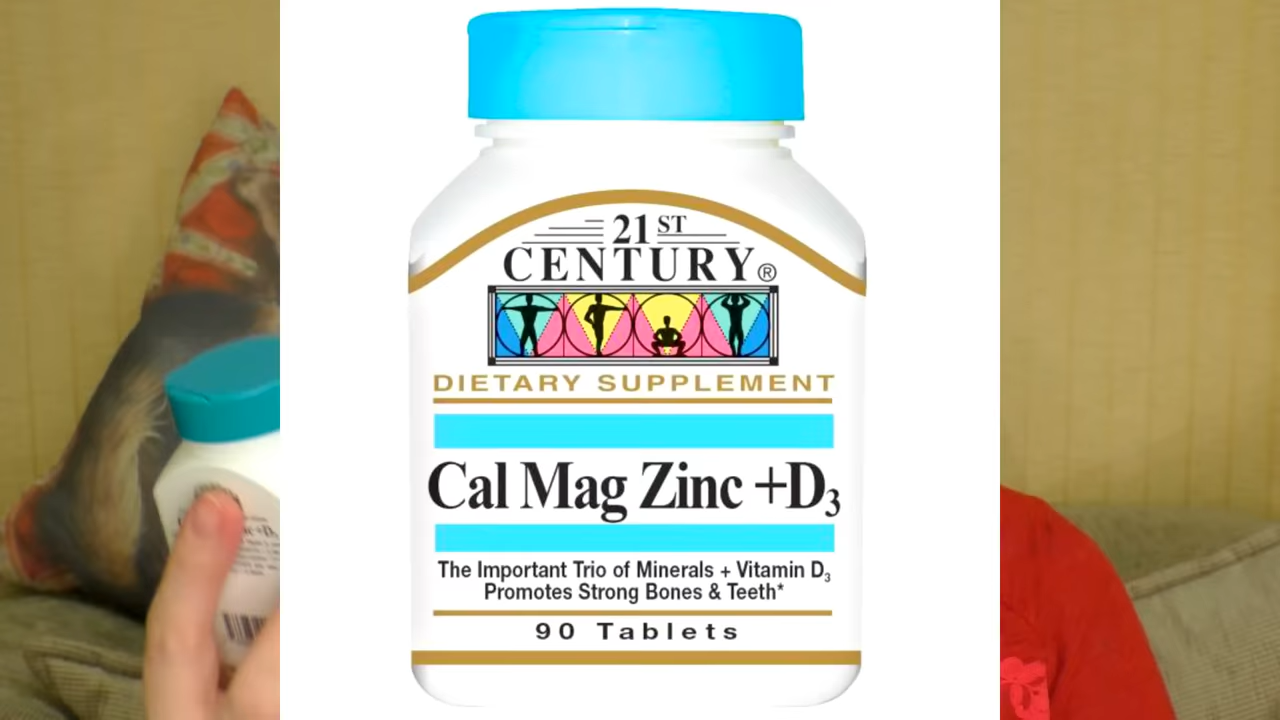 21ST
CENTURY®
DIETARY SUPPLEMENT
Cal Mag Zinc +D3
The Important Trio of Minerals + Vitamin D3
Promotes Strong Bones & Teeth*
90 Tablets